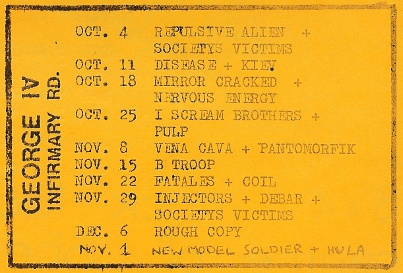 GEORGE IV
INFIRMARY RD.
OCT. 4 REPULSIVE ALIEN +
SOCIETYS VICTIMS
OCT. 11 DISEASE + KIEV
OCT. 18 MIRROR CRACKED +
NERVOUS ENERGY
OCT. 25 I SCREAM BROTHERS +
PULP
NOV. 8 VENA CAVA + PANTOMORFIK
NOV. 15 B TROOP
NOV. 22 FATALES + COIL
NOV. 29 INJECTORS + DEBAR +
SOCIETYS VICTIMS
DEC. 6 ROUGH COPY
NOV. 1 NEW MODEL SOLDIER + HULA